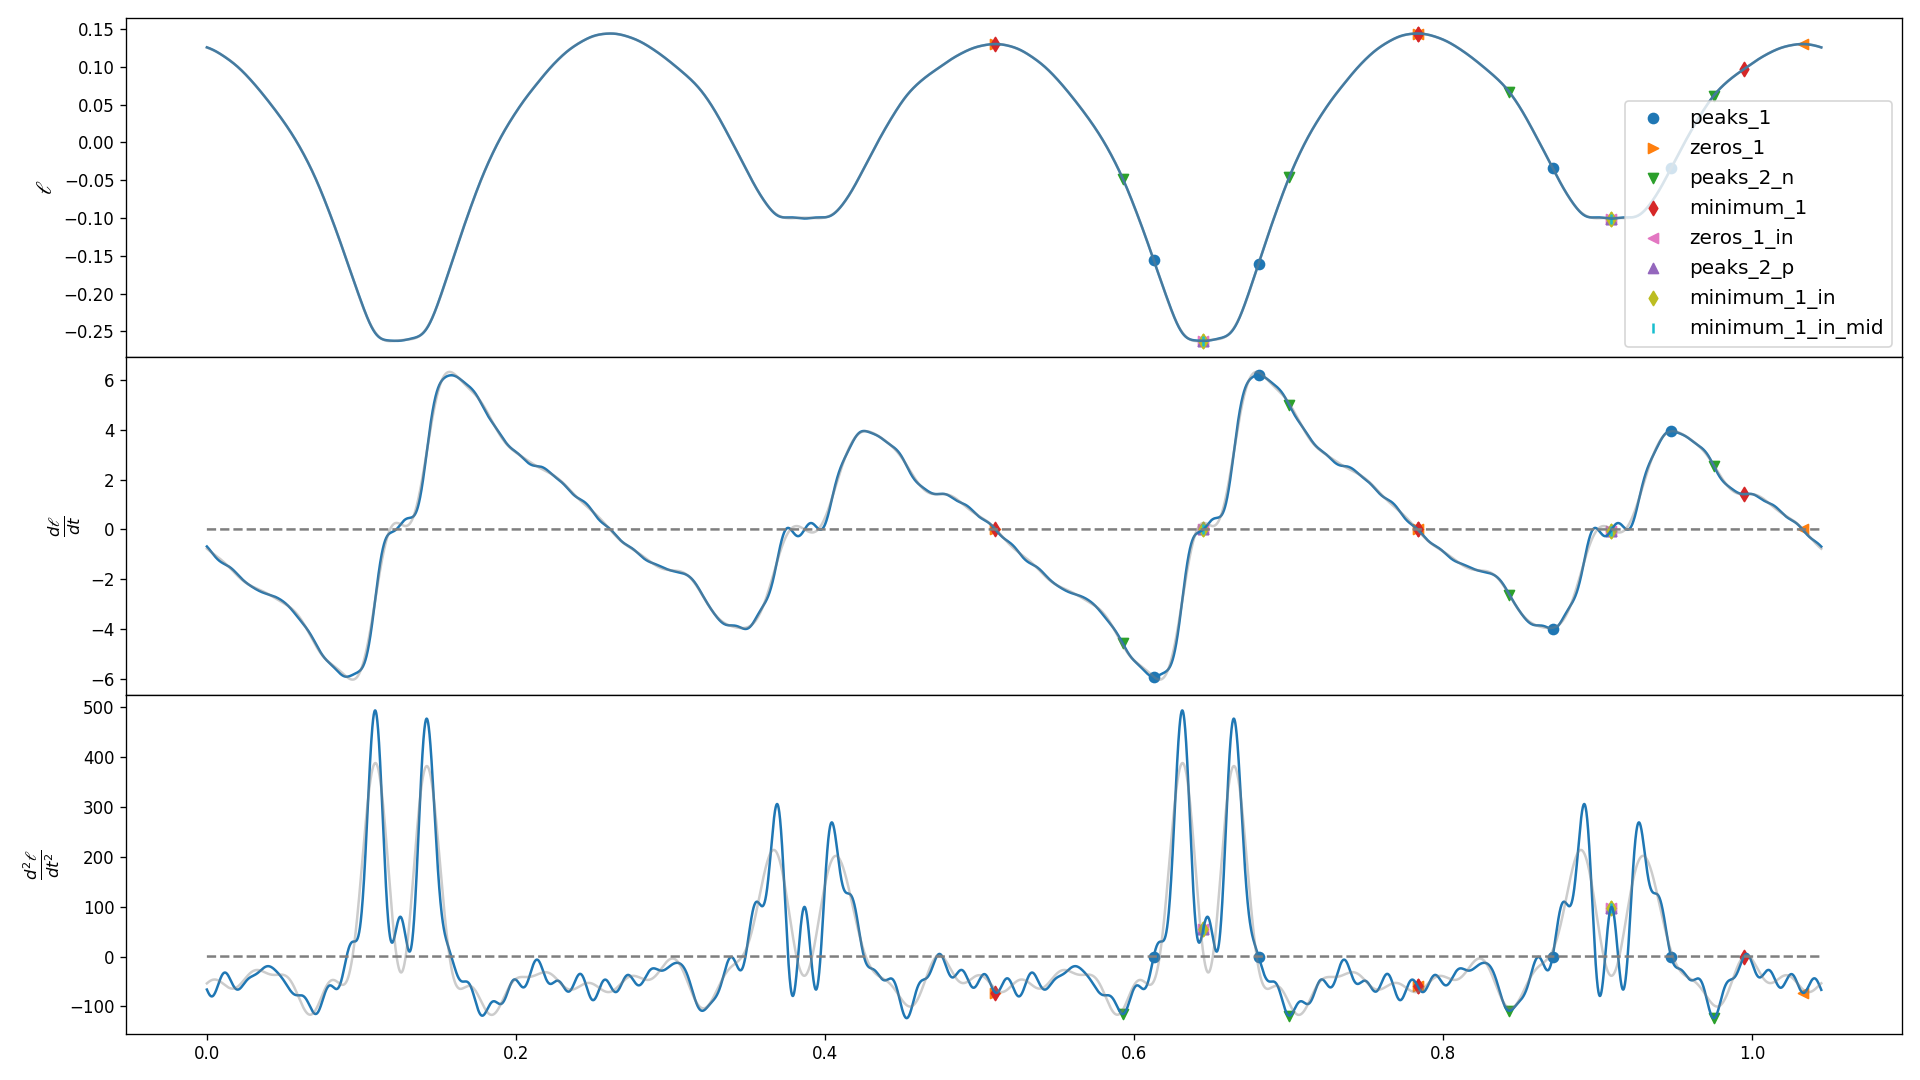 0.15
0.10
0.05
0.00
−0.05
−0.10
−0.15
−0.20
−0.25
ℓ
peaks_1
zeros_1
peaks_2_n
minimum_1
zeros_1_in
peaks_2_p
minimum_1_in
minimum_1_in_mid
6
4
2
0
−2
−4
−6
dℓ
dt
500
400
300
200
100
0
−100
d²ℓ
dt²
0.0 0.2 0.4 0.6 0.8 1.0